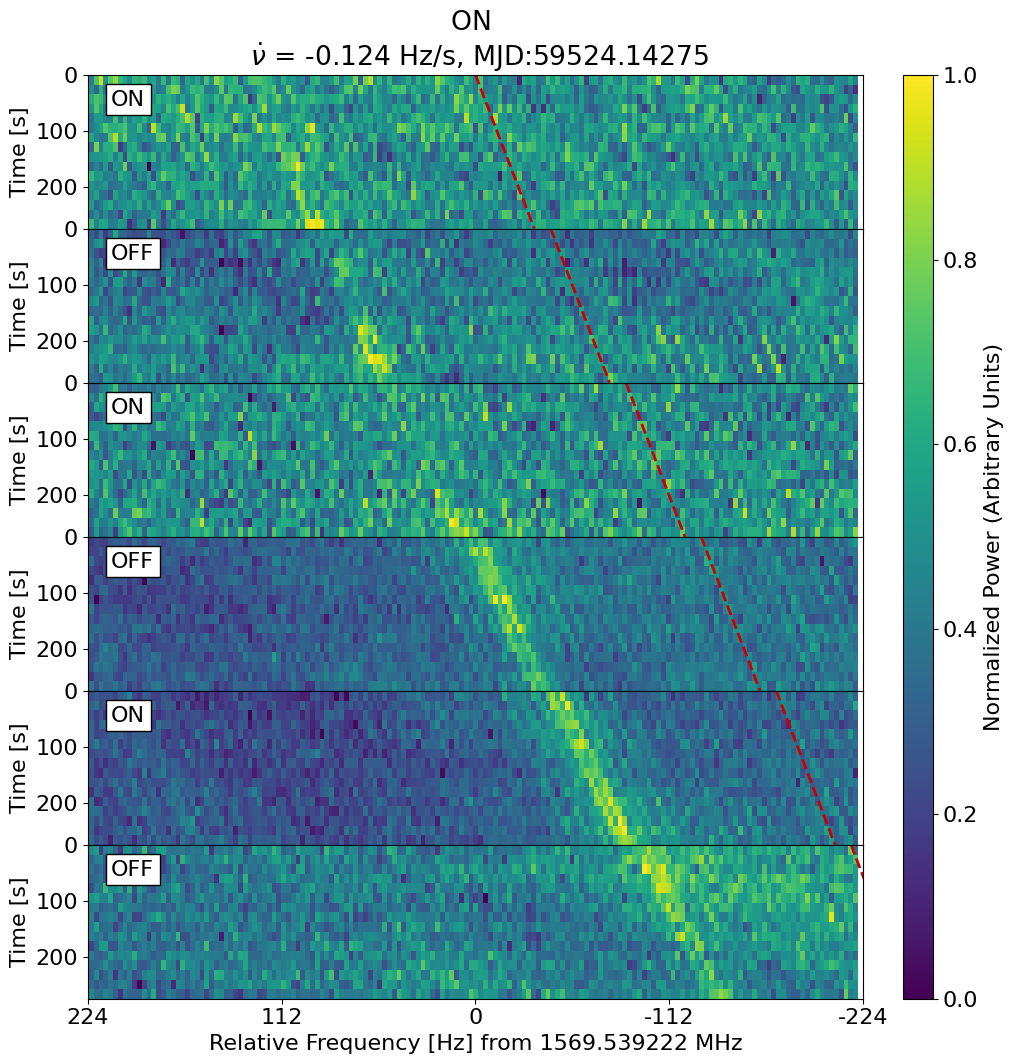 ON
ν̇ = -0.124 Hz/s, MJD:59524.14275
0
ON
100
200
Time [s]
0
OFF
100
200
Time [s]
0
ON
100
200
Time [s]
0
OFF
100
200
Time [s]
0
ON
100
200
Time [s]
0
OFF
100
200
Time [s]
224 112 0 -112 -224
Relative Frequency [Hz] from 1569.539222 MHz
1.0
0.8
0.6
0.4
0.2
0.0
Normalized Power (Arbitrary Units)